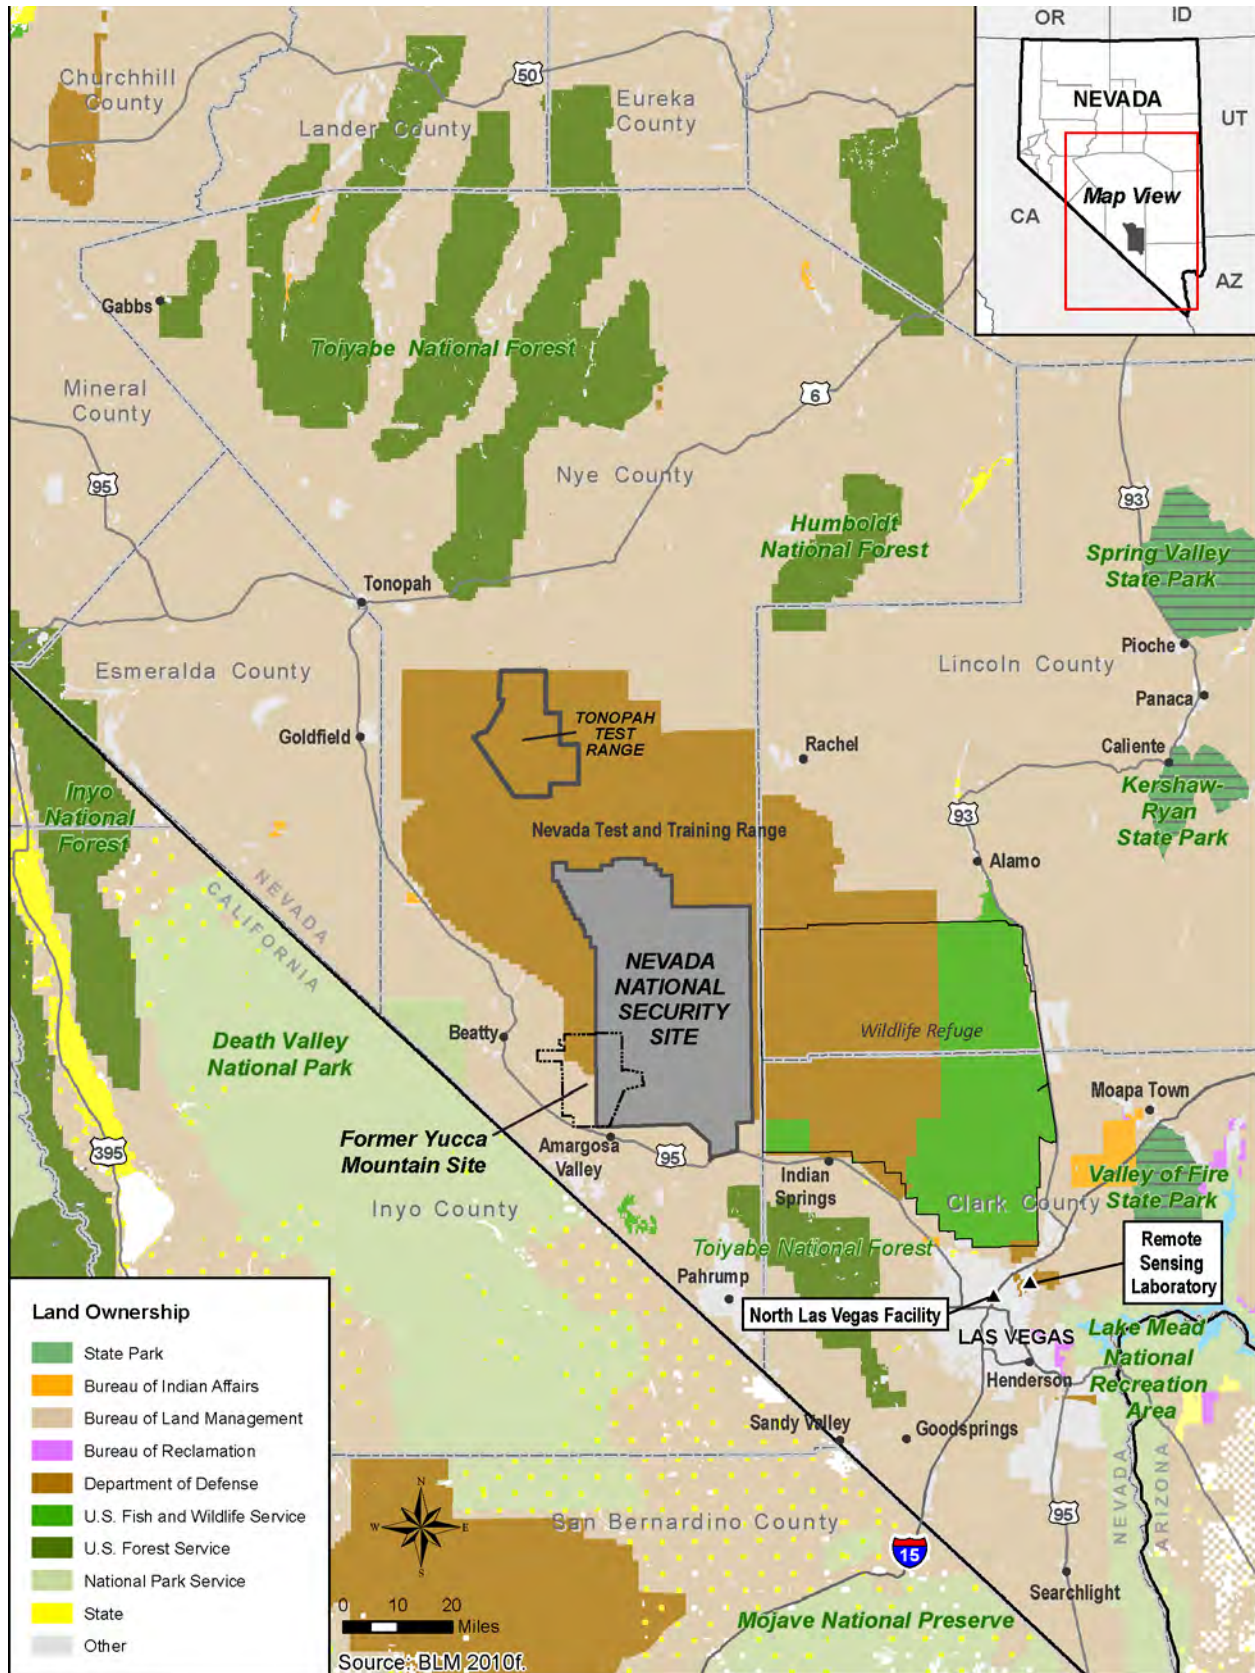 OR
ID
NEVADA
UT
Map View
CA
AZ
Churchhill
County
50
Lander County
Eureka
County
Gabbs
Toiyabe National Forest
Mineral
County
6
95
Nye County
93
Humboldt
National Forest
Spring Valley
State Park
Tonopah
Pioche
Esmeralda County
Lincoln County
Panaca
TONOPAH
TEST
RANGE
Goldfield
Rachel
Caliente
Inyo
National
Forest
Kershaw-
Ryan
State Park
93
Nevada Test and Training Range
Alamo
NEVADA
CALIFORNIA
NEVADA
NATIONAL
SECURITY
SITE
Wildlife Refuge
Death Valley
National Park
Beatty
Moapa Town
Former Yucca
Mountain Site
Amargosa
Valley
95
395
Indian
Springs
Valley of Fire
State Park
Inyo County
Clark County
Toiyabe National Forest
Remote
Sensing
Laboratory
Pahrump
North Las Vegas Facility
LAS VEGAS
Lake Mead
National
Recreation
Area
Henderson
Sandy Valley
Goodsprings
NEVADA
ARIZONA
San Bernardino County
95
15
Searchlight
Mojave National Preserve
Land Ownership
State Park
Bureau of Indian Affairs
Bureau of Land Management
Bureau of Reclamation
Department of Defense
U.S. Fish and Wildlife Service
U.S. Forest Service
National Park Service
State
Other
N
W
E
S
0 10 20
Miles
Source: BLM 2010f.